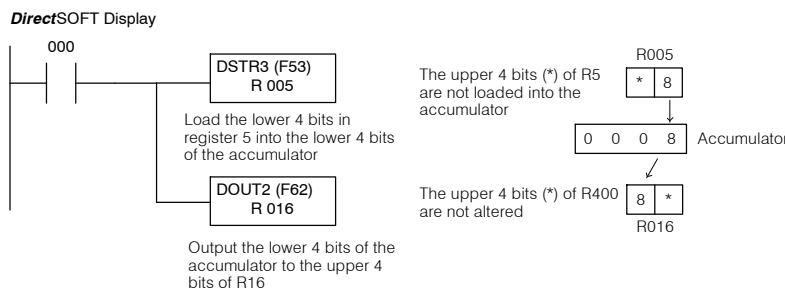 DirectSOFT Display
000
DSTR3 (F53)
R 005
Load the lower 4 bits in
register 5 into the lower 4 bits
of the accumulator
DOUT2 (F62)
R 016
Output the lower 4 bits of the
accumulator to the upper 4
bits of R16
R005
The upper 4 bits (*) of R5
are not loaded into the
accumulator
* 8
0 0 0 8 Accumulator
The upper 4 bits (*) of R400
are not altered
8 *
R016